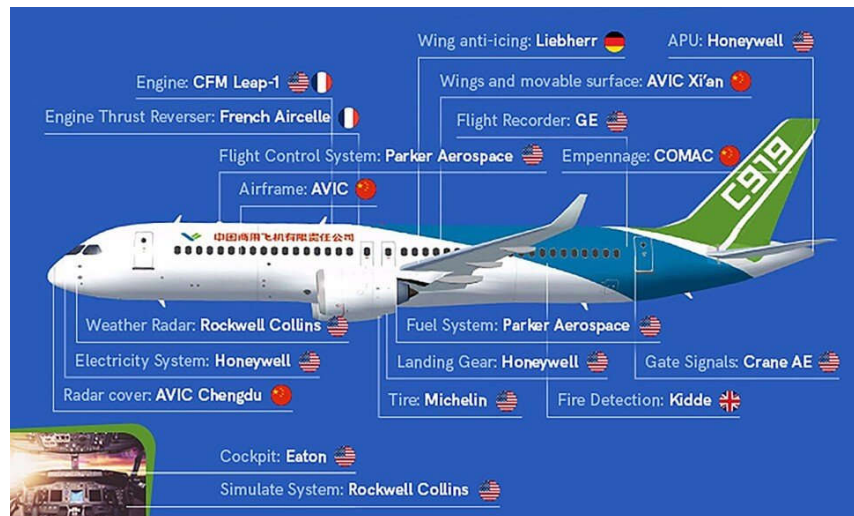 Wing anti-icing: Liebherr
APU: Honeywell
Engine: CFM Leap-1
Wings and movable surface: AVIC Xi'an
Engine Thrust Reverser: French Aircelle
Flight Recorder: GE
Flight Control System: Parker Aerospace
Empennage: COMAC
Airframe: AVIC
C919
中国商用飞机有限责任公司
Weather Radar: Rockwell Collins
Fuel System: Parker Aerospace
Electricity System: Honeywell
Landing Gear: Honeywell
Gate Signals: Crane AE
Radar cover: AVIC Chengdu
Tire: Michelin
Fire Detection: Kidde
Cockpit: Eaton
Simulate System: Rockwell Collins